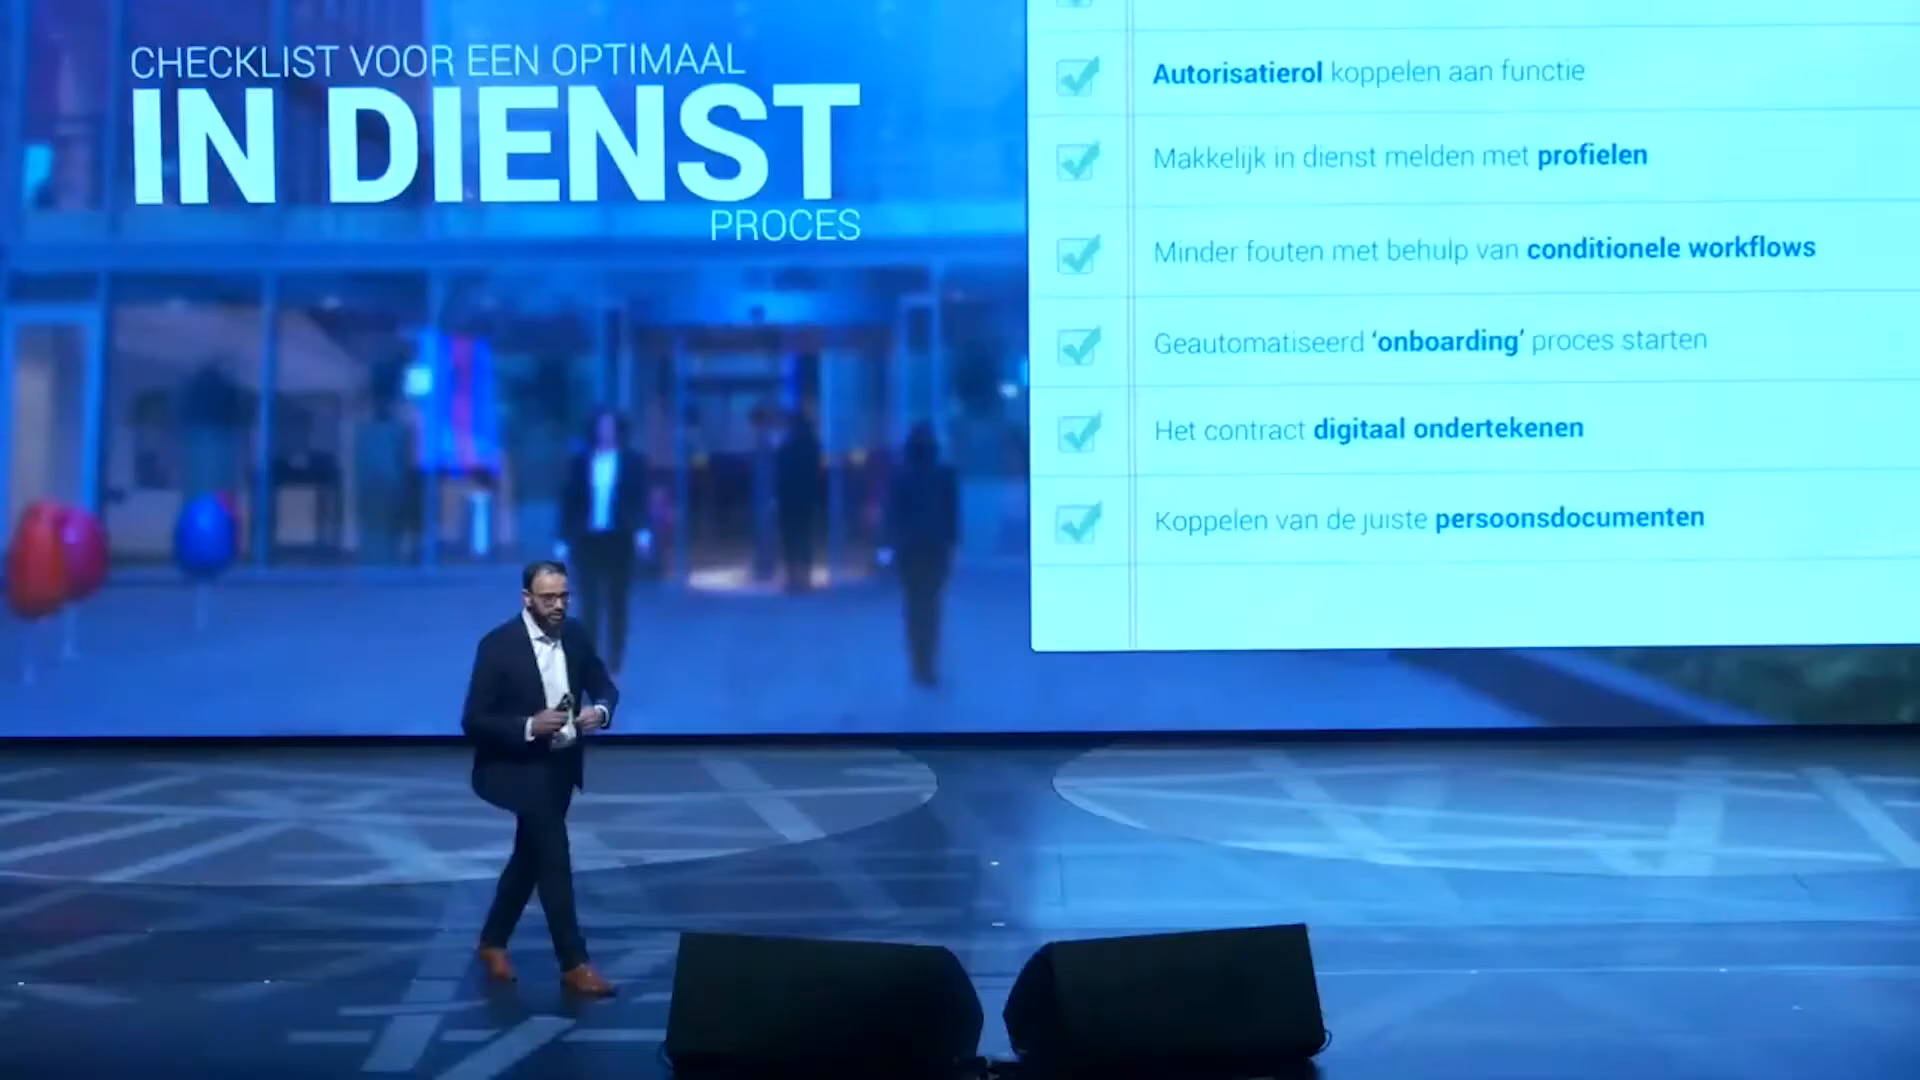 CHECKLIST VOOR EEN OPTIMAAL
IN DIENST
PROCES
Autorisatierol koppelen aan functie
Makkelijk in dienst melden met profielen
Minder fouten met behulp van conditionele workflows
Geautomatiseerd ‘onboarding’ proces starten
Het contract digitaal ondertekenen
Koppelen van de juiste persoonsdocumenten